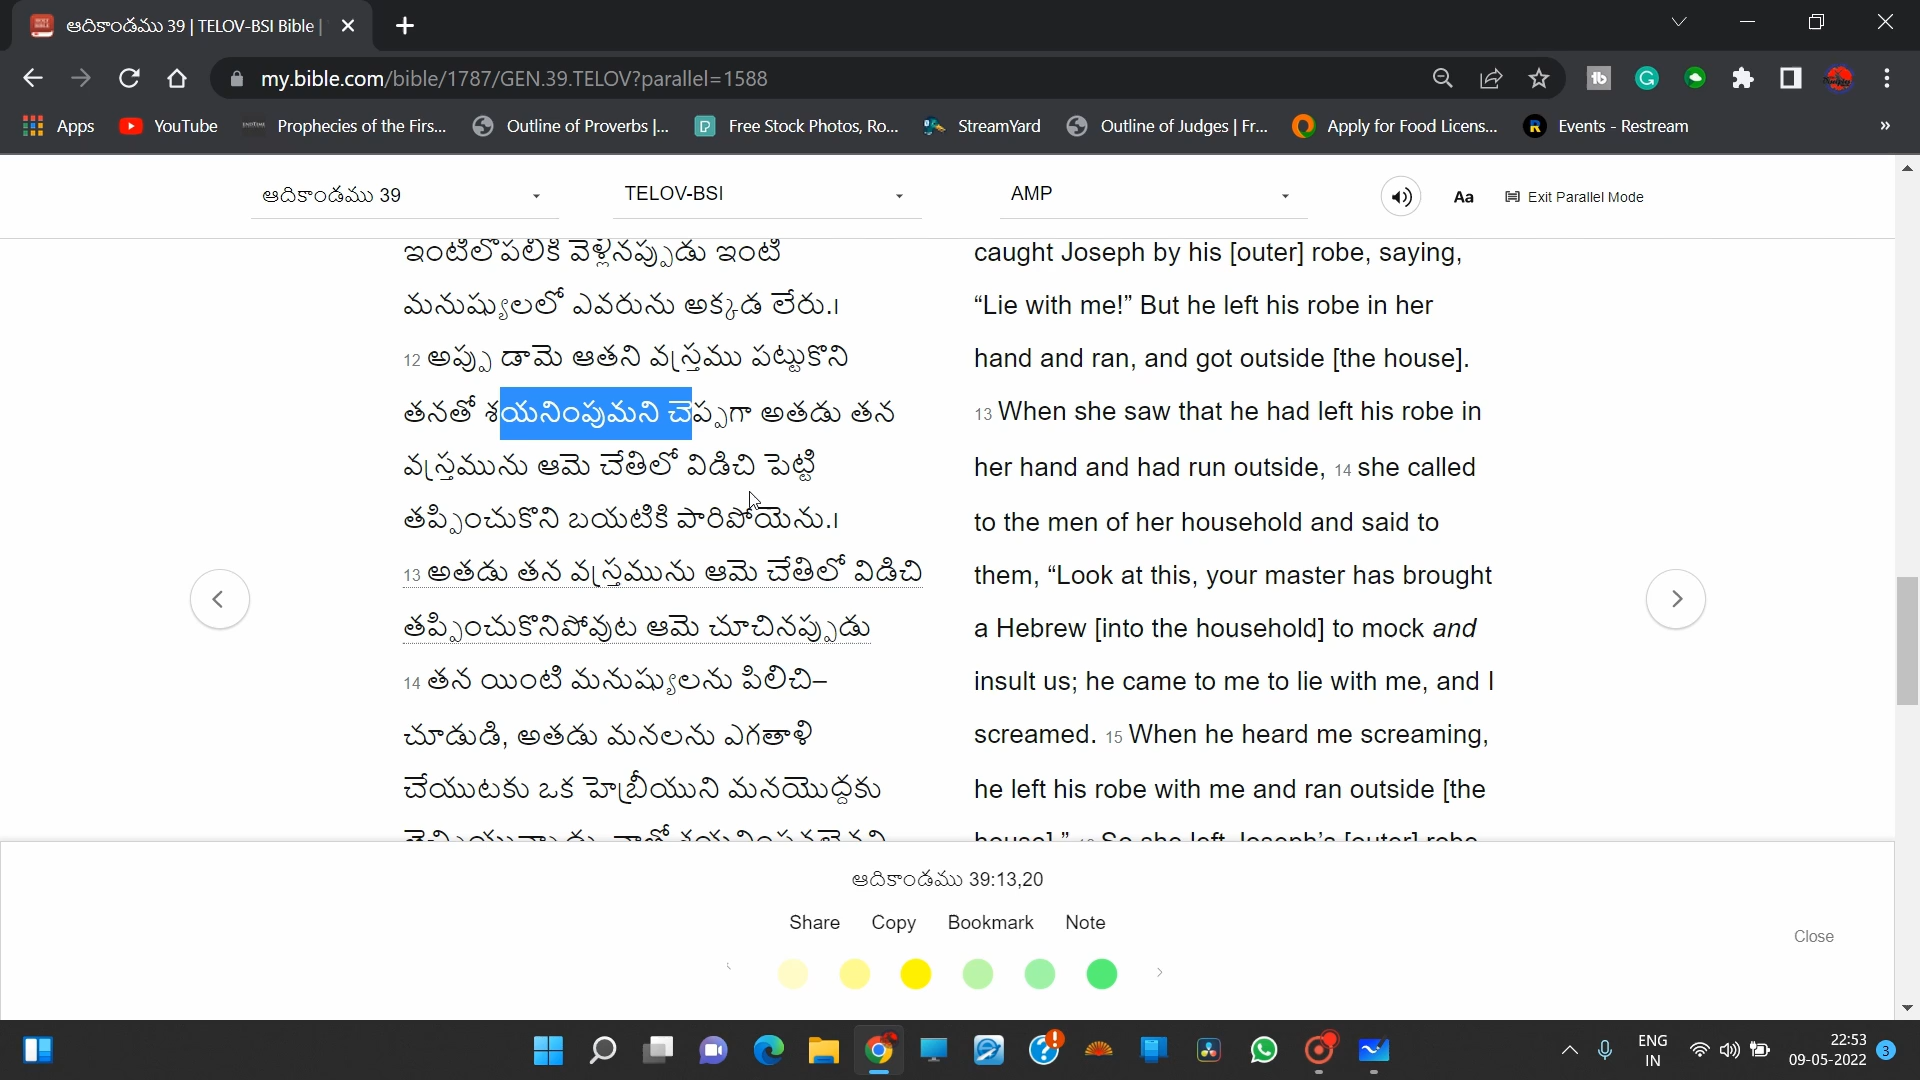 ఆదికాండము 39 | TELOV-BSI Bible |
my.bible.com/bible/1787/GEN.39.TELOV?parallel=1588
Apps
YouTube
Prophecies of the Firs...
Outline of Proverbs |...
Free Stock Photos, Ro...
StreamYard
Outline of Judges | Fr...
Apply for Food Licens...
Events - Restream
»
ఆదికాండము 39
TELOV-BSI
AMP
Aa
Exit Parallel Mode
ఇంటిలోపలికి వెళ్లినప్పుడు ఇంటి
మనుష్యులలో ఎవరును అక్కడ లేరు.।
12 అప్పు డామె ఆతని వస్త్రము పట్టుకొని
తనతో శయనింపుమని చెప్పగా అతడు తన
వస్త్రమును ఆమె చేతిలో విడిచి పెట్టి
తప్పించుకొని బయటికి పారిపోయెను.।
13 అతడు తన వస్త్రమును ఆమె చేతిలో విడిచి
తప్పించుకొనిపోవుట ఆమె చూచినప్పుడు
14 తన యింటి మనుష్యులను పిలిచి–
చూడుడి, అతడు మనలను ఎగతాళి
చేయుటకు ఒక హెబ్రీయుని మనయొద్దకు
caught Joseph by his [outer] robe, saying,
“Lie with me!” But he left his robe in her
hand and ran, and got outside [the house].
13 When she saw that he had left his robe in
her hand and had run outside, 14 she called
to the men of her household and said to
them, “Look at this, your master has brought
a Hebrew [into the household] to mock and
insult us; he came to me to lie with me, and I
screamed. 15 When he heard me screaming,
he left his robe with me and ran outside [the
house].” 16 So she left Joseph’s [outer] robe
ఆదికాండము 39:13,20
Share Copy Bookmark Note
Close
ENG
IN
22:53
09-05-2022
3